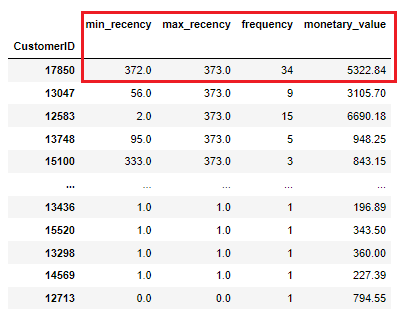 min_recency max_recency frequency monetary_value
CustomerID
17850 372.0 373.0 34 5322.84
13047 56.0 373.0 9 3105.70
12583 2.0 373.0 15 6690.18
13748 95.0 373.0 5 948.25
15100 333.0 373.0 3 843.15
... ... ... ... ...
13436 1.0 1.0 1 196.89
15520 1.0 1.0 1 343.50
13298 1.0 1.0 1 360.00
14569 1.0 1.0 1 227.39
12713 0.0 0.0 1 794.55